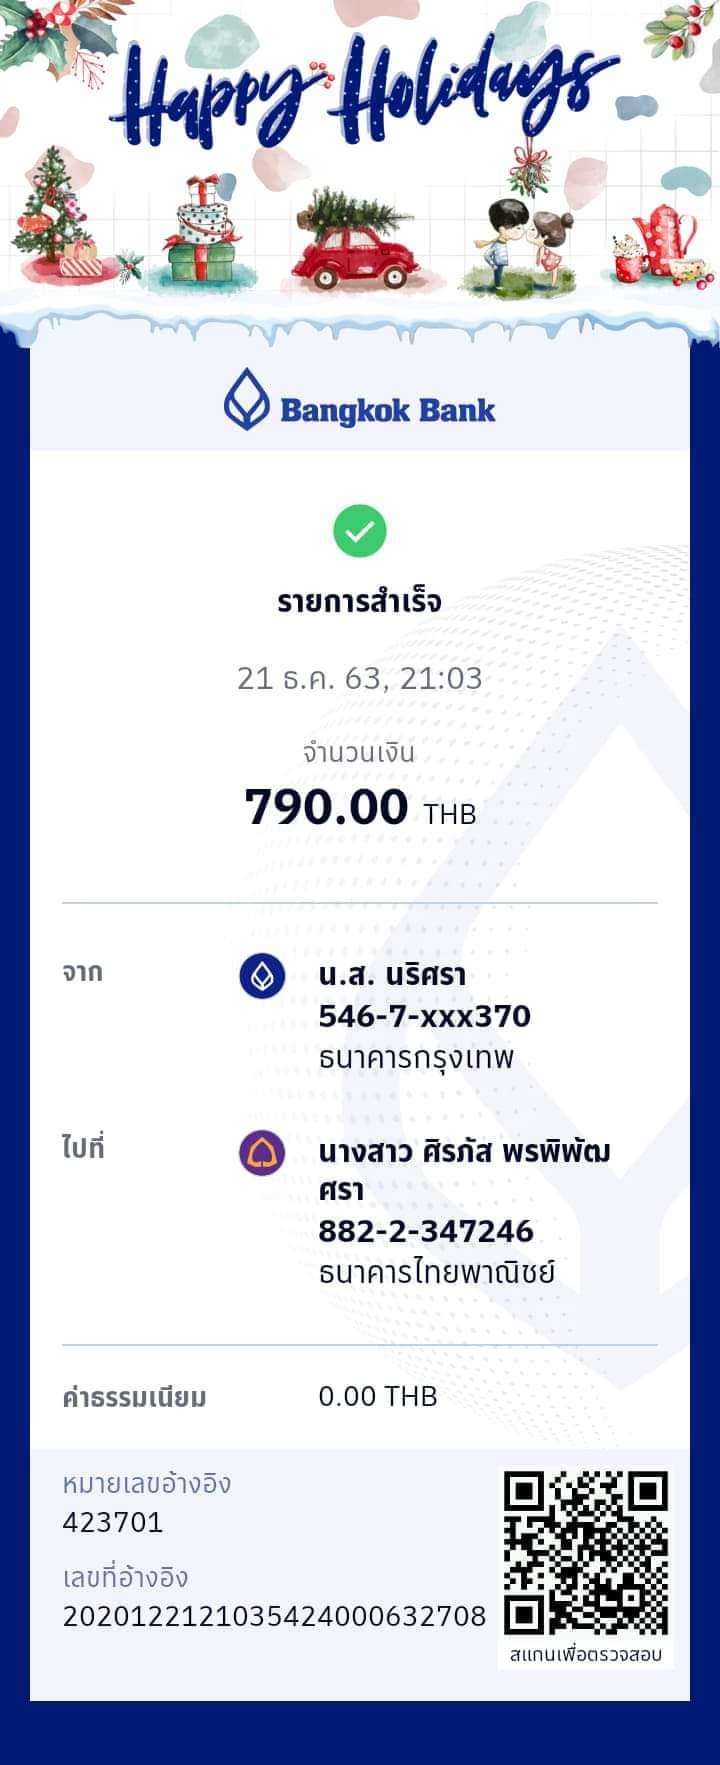 Happy Holidays
Bangkok Bank
รายการสำเร็จ
21 ธ.ค. 63, 21:03
จำนวนเงิน
790.00 THB
จาก
น.ส. นริศรา
546-7-xxx370
ธนาคารกรุงเทพ
ไปที่
นางสาว ศิรภัส พรพิพัฒ
ศรา
882-2-347246
ธนาคารไทยพาณิชย์
ค่าธรรมเนียม
0.00 THB
หมายเลขอ้างอิง
423701
เลขที่อ้างอิง
2020122121035424000632708
สแกนเพื่อตรวจสอบ